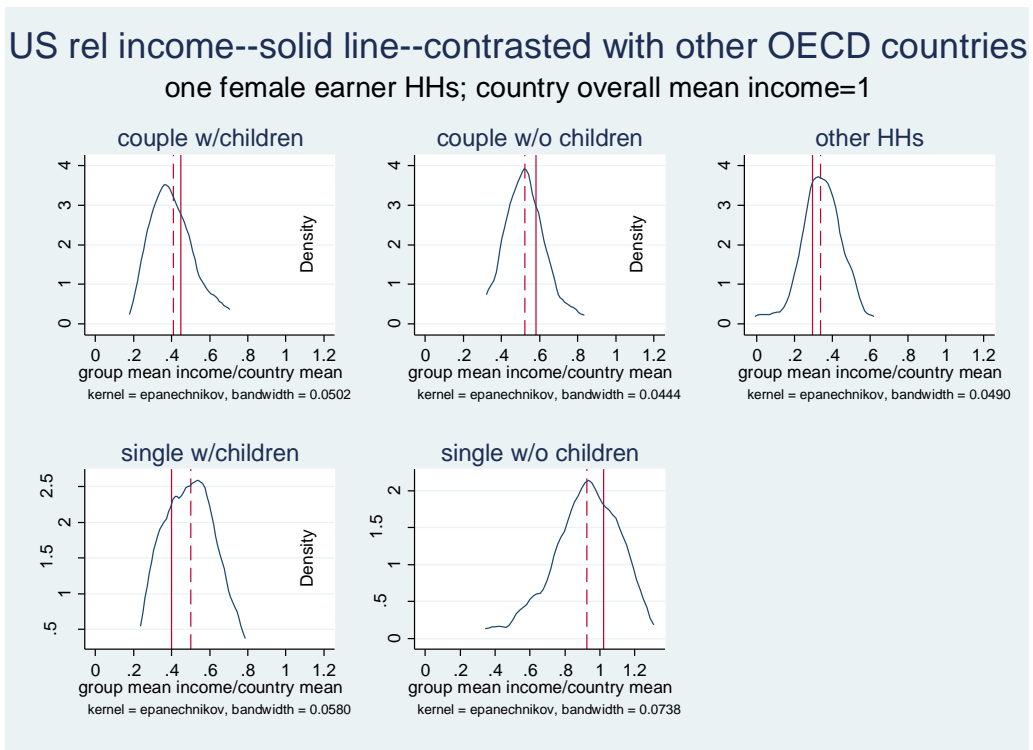 US rel income--solid line--contrasted with other OECD countries
one female earner HHs; country overall mean income=1
couple w/children
4
3
2
1
0
Density
0 .2 .4 .6 .8 1 1.2
group mean income/country mean
kernel = epanechnikov, bandwidth = 0.0502
couple w/o children
4
3
2
1
0
Density
0 .2 .4 .6 .8 1 1.2
group mean income/country mean
kernel = epanechnikov, bandwidth = 0.0444
other HHs
4
3
2
1
0
0 .2 .4 .6 .8 1 1.2
group mean income/country mean
kernel = epanechnikov, bandwidth = 0.0490
single w/children
2.5
2
1.5
1
.5
Density
0 .2 .4 .6 .8 1 1.2
group mean income/country mean
kernel = epanechnikov, bandwidth = 0.0580
single w/o children
2
1.5
1
.5
0
0 .2 .4 .6 .8 1 1.2
group mean income/country mean
kernel = epanechnikov, bandwidth = 0.0738